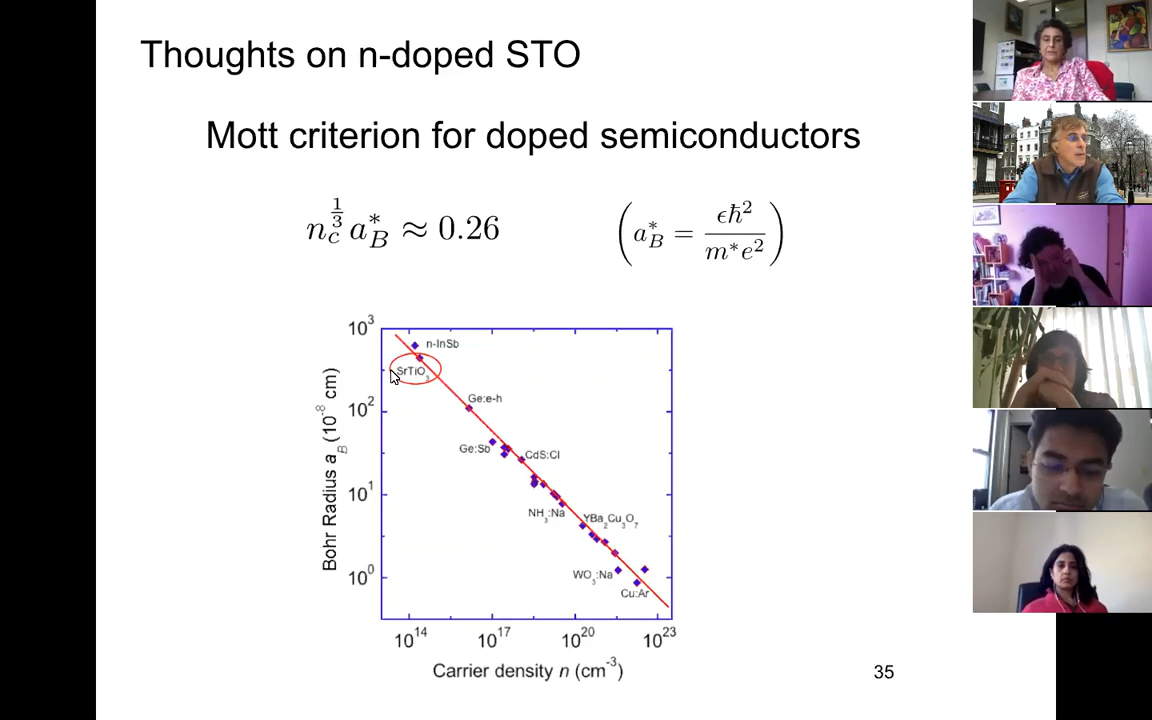 Thoughts on n-doped STO
Mott criterion for doped semiconductors
n_c^{1/3} a_B^* ≈ 0.26
(a_B^* = εħ²/m*e²)
10³
10²
10¹
10⁰
Bohr Radius a_B (10⁻⁸ cm)
n-InSb
SrTiO₃
Ge:e-h
Ge:Sb
CdS:Cl
NH₃:Na
YBa₂Cu₃O₇
WO₃:Na
Cu:Ar
10¹⁴ 10¹⁷ 10²⁰ 10²³
Carrier density n (cm⁻³)
35